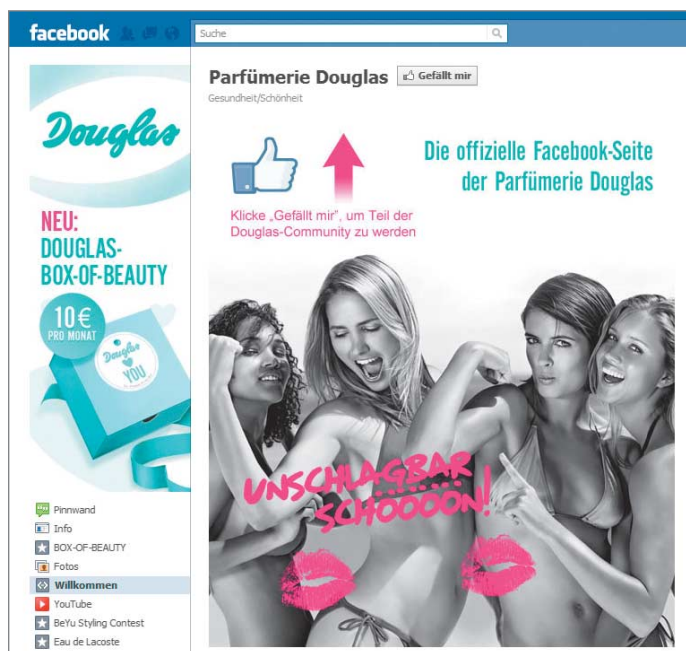 facebook
Suche
Douglas
NEU:
DOUGLAS-
BOX-OF-BEAUTY
10 €
PRO MONAT
Douglas
YOU
Pinnwand
Info
BOX-OF-BEAUTY
Fotos
Willkommen
YouTube
BeYu Styling Contest
Eau de Lacoste
Parfümerie Douglas
Gefällt mir
Gesundheit/Schönheit
Klicke „Gefällt mir", um Teil der
Douglas-Community zu werden
Die offizielle Facebook-Seite
der Parfümerie Douglas
UNSCHLAGBAR
SCHÖÖÖÖN!